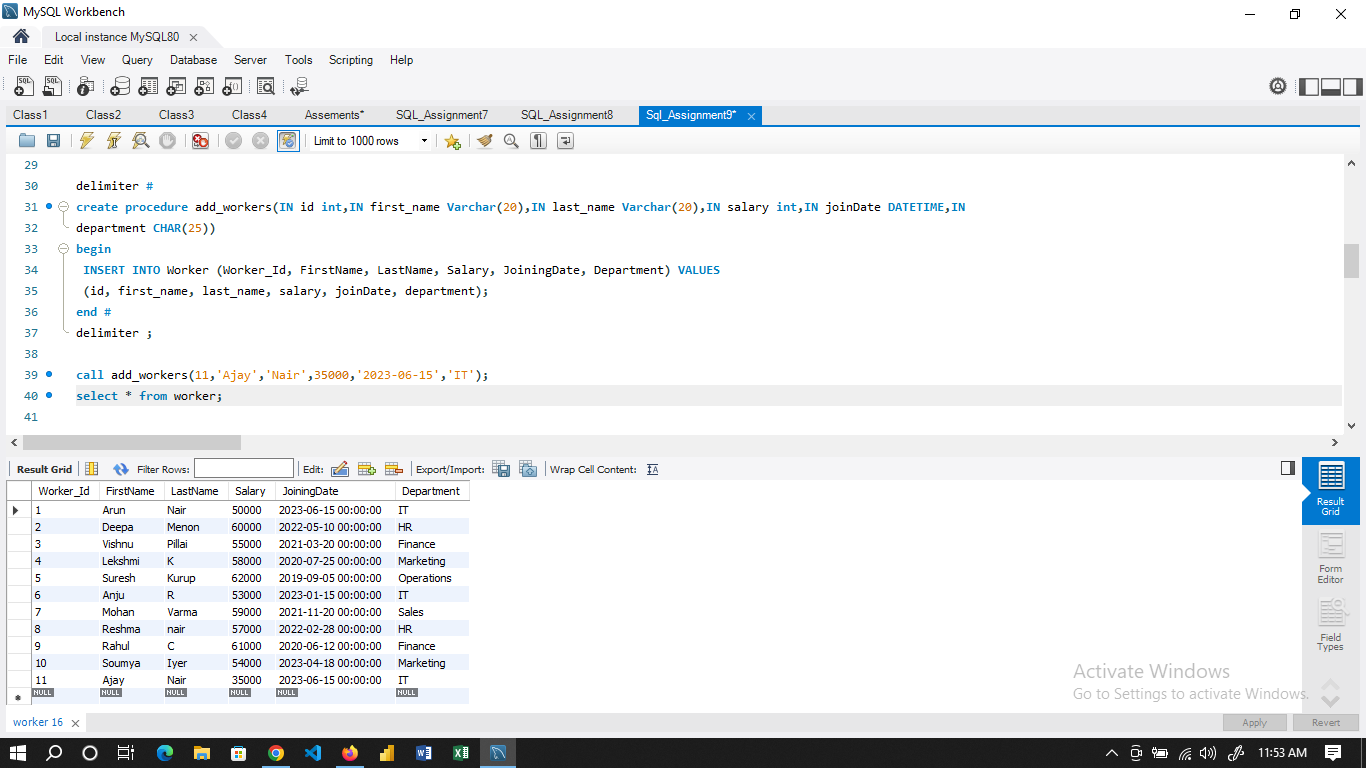 MySQL Workbench
Local instance MySQL80
File Edit View Query Database Server Tools Scripting Help
Class1 Class2 Class3 Class4 Assements* SQL_Assignment7 SQL_Assignment8 Sql_Assignment9*
Limit to 1000 rows
29
30 delimiter #
31 create procedure add_workers(IN id int,IN first_name Varchar(20),IN last_name Varchar(20),IN salary int,IN joinDate DATETIME,IN
32 department CHAR(25))
33 begin
34 INSERT INTO Worker (Worker_Id, FirstName, LastName, Salary, JoiningDate, Department) VALUES
35 (id, first_name, last_name, salary, joinDate, department);
36 end #
37 delimiter ;
38
39 call add_workers(11,'Ajay','Nair',35000,'2023-06-15','IT');
40 select * from worker;
41
Result Grid Filter Rows: Edit: Export/Import: Wrap Cell Content:
Worker_Id FirstName LastName Salary JoiningDate Department
1 Arun Nair 50000 2023-06-15 00:00:00 IT
2 Deepa Menon 60000 2022-05-10 00:00:00 HR
3 Vishnu Pillai 55000 2021-03-20 00:00:00 Finance
4 Lekshmi K 58000 2020-07-25 00:00:00 Marketing
5 Suresh Kurup 62000 2019-09-05 00:00:00 Operations
6 Anju R 53000 2023-01-15 00:00:00 IT
7 Mohan Varma 59000 2021-11-20 00:00:00 Sales
8 Reshma nair 57000 2022-02-28 00:00:00 HR
9 Rahul C 61000 2020-06-12 00:00:00 Finance
10 Soumya Iyer 54000 2023-04-18 00:00:00 Marketing
11 Ajay Nair 35000 2023-06-15 00:00:00 IT
NULL NULL NULL NULL NULL NULL
Result
Grid
Form
Editor
Field
Types
Activate Windows
Go to Settings to activate Windows.
worker 16
Apply Revert
11:53 AM